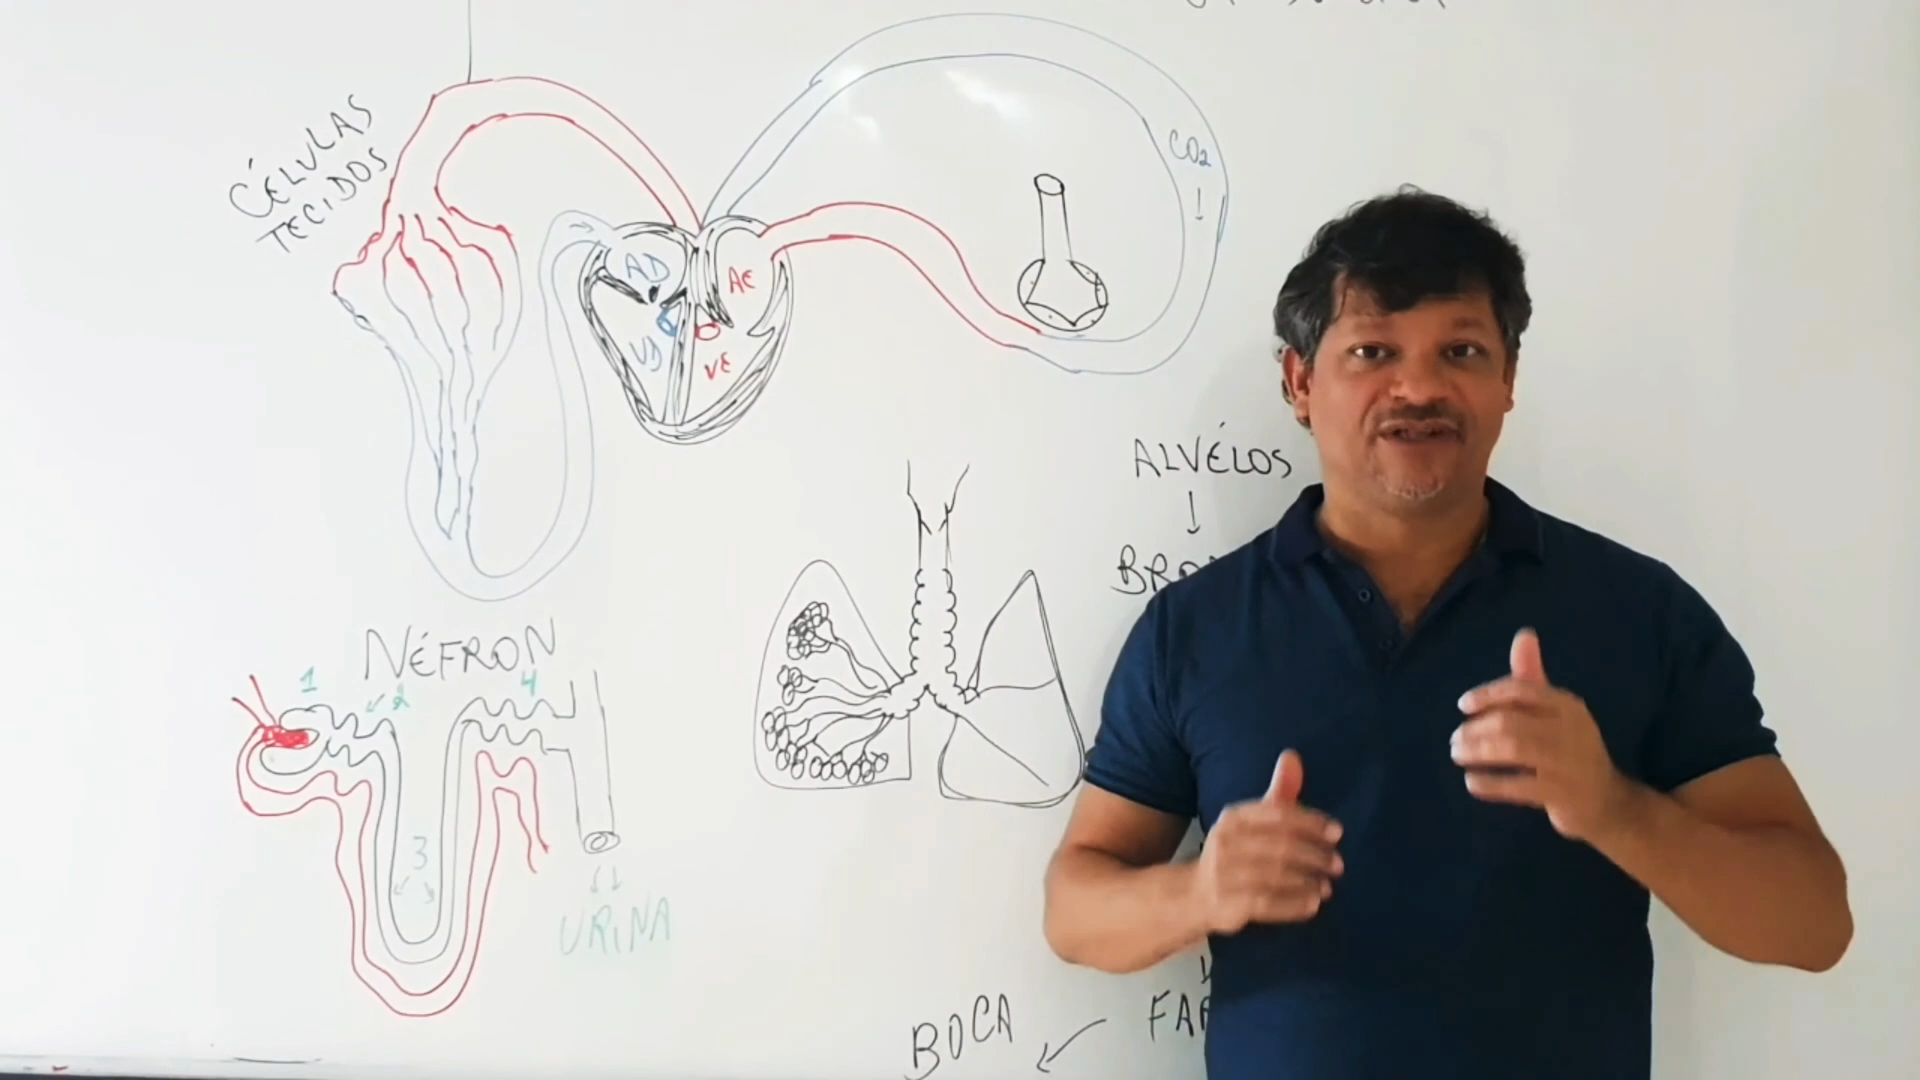 CÉLULAS
TECIDOS
CO2
AD
AE
VD
VE
ALVÉLOS
NÉFRON
1
2
4
3
URINA
BOCA